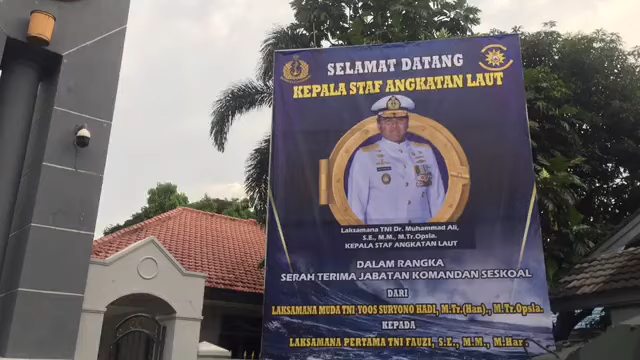 SELAMAT DATANG
KEPALA STAF ANGKATAN LAUT
Laksamana TNI Dr. Muhammad Ali,
S.E., M.M., M.Tr.Opsla.
KEPALA STAF ANGKATAN LAUT
DALAM RANGKA
SERAH TERIMA JABATAN KOMANDAN SESKOAL
DARI
LAKSAMANA MUDA TNI YOOS SURYONO HADI, M.Tr.(Han)., M.Tr.Opsla.
KEPADA
LAKSAMANA PERTAMA TNI FAUZI, S.E., M.M., M.Har .